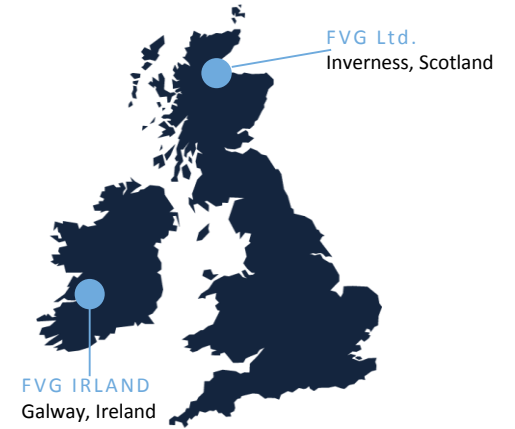 FVG Ltd.
Inverness, Scotland
FVG IRLAND
Galway, Ireland